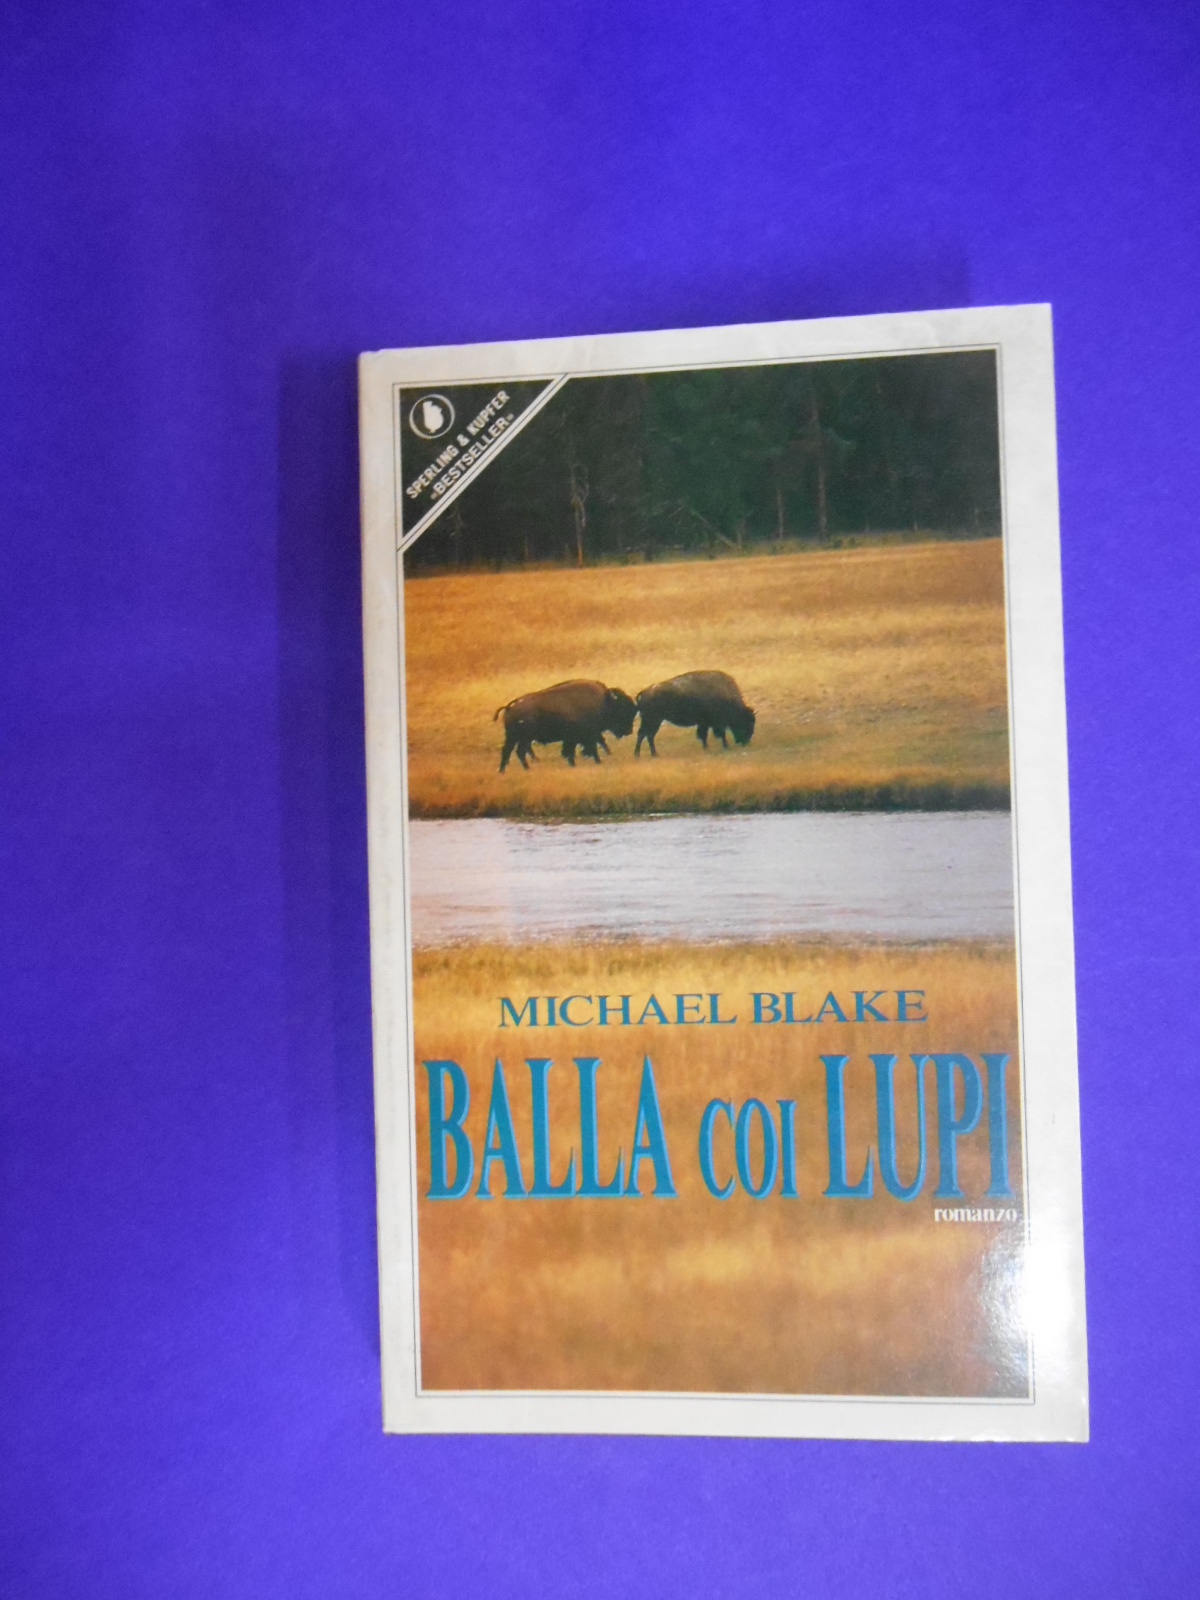 SPERLING & KUPFER
«BESTSELLER»
MICHAEL BLAKE
BALLA COI LUPI
romanzo